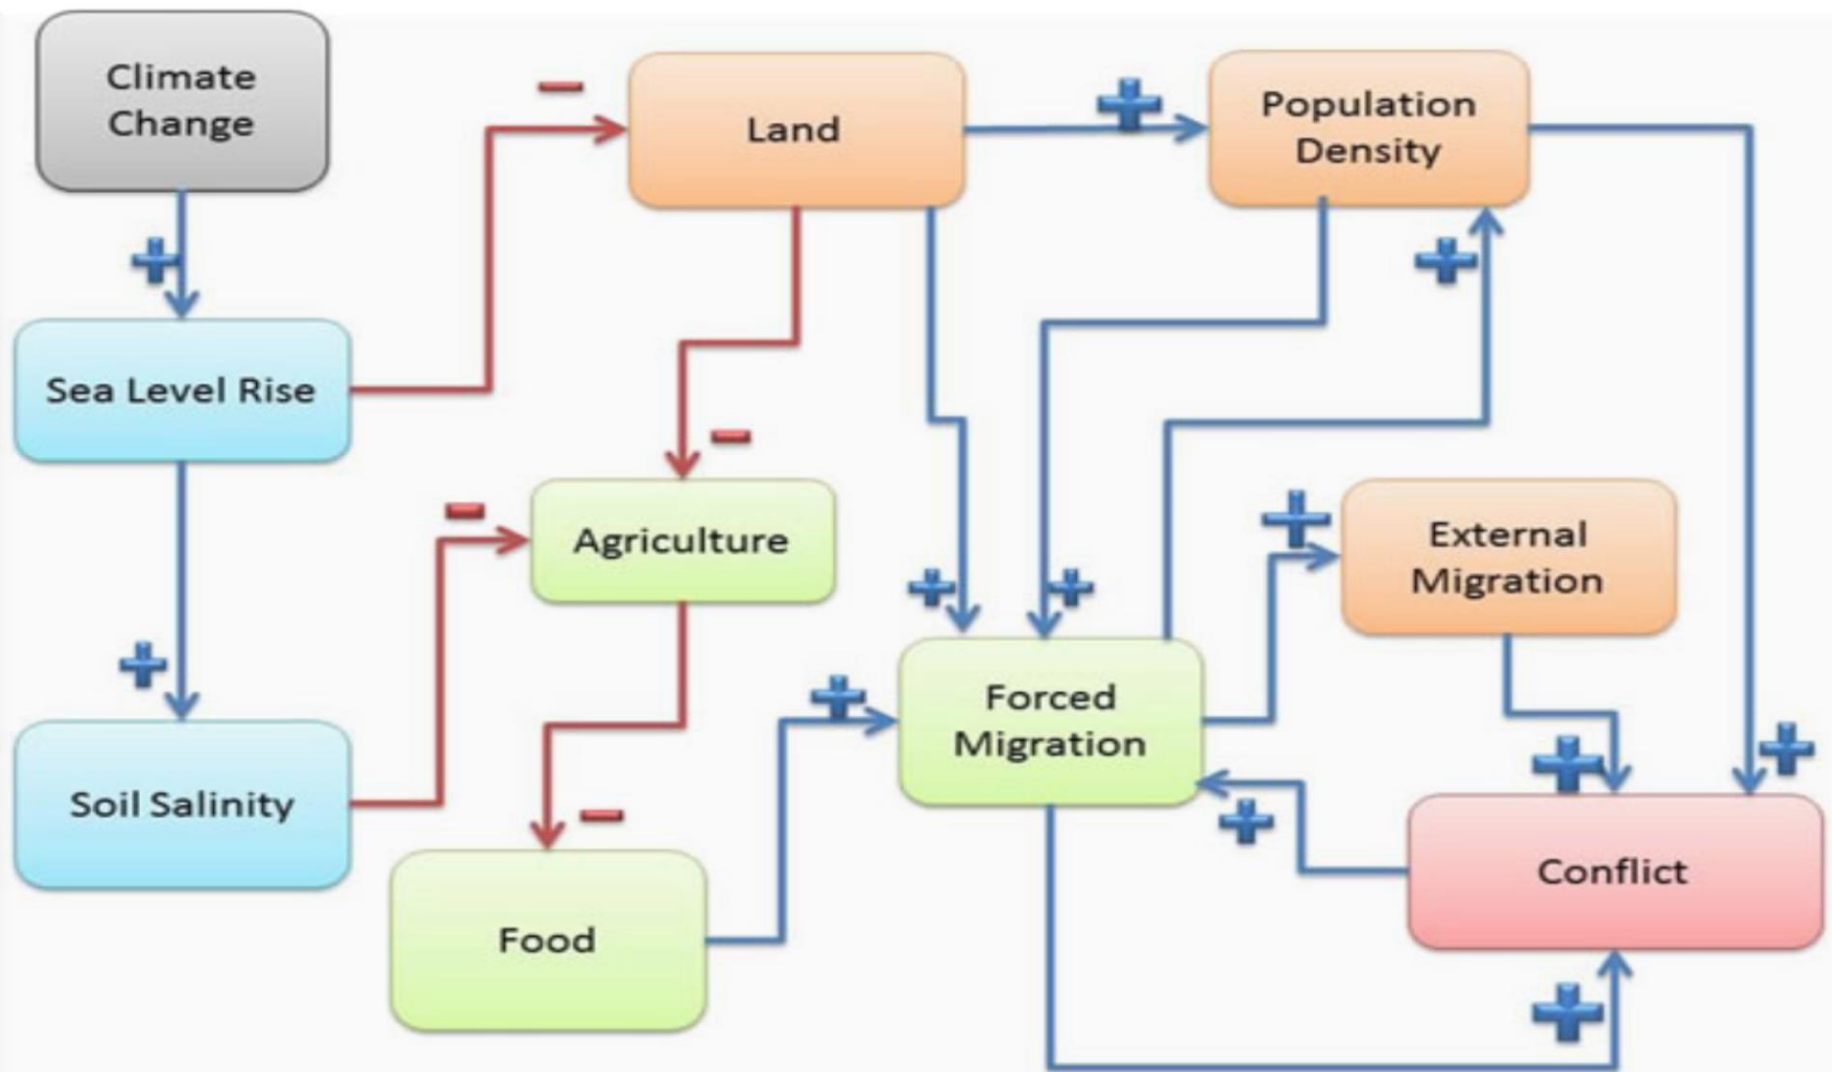 Climate
Change
Land
Population
Density
Sea Level Rise
Agriculture
External
Migration
Forced
Migration
Soil Salinity
Conflict
Food